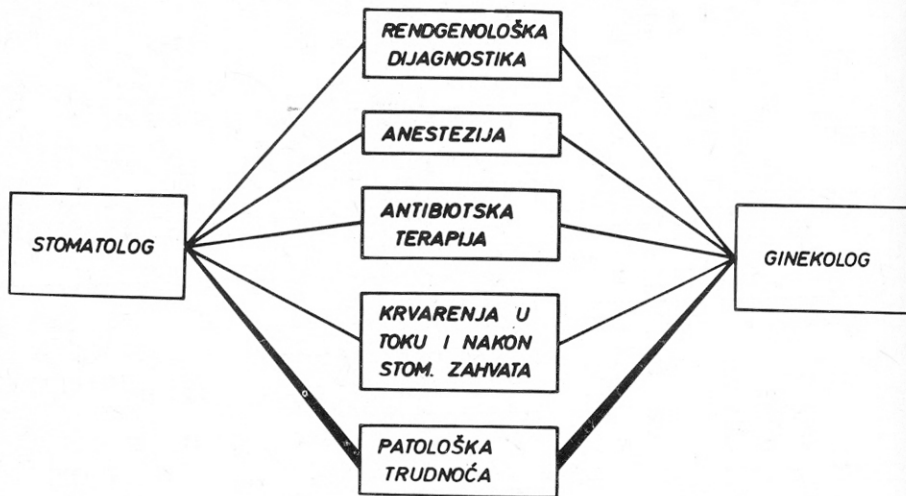 RENDGENOLOŠKA
DIJAGNOSTIKA
ANESTEZIJA
STOMATOLOG
ANTIBIOTSKA
TERAPIJA
GINEKOLOG
KRVARENJA U
TOKU I NAKON
STOM. ZAHVATA
PATOLOŠKA
TRUDNOĆA